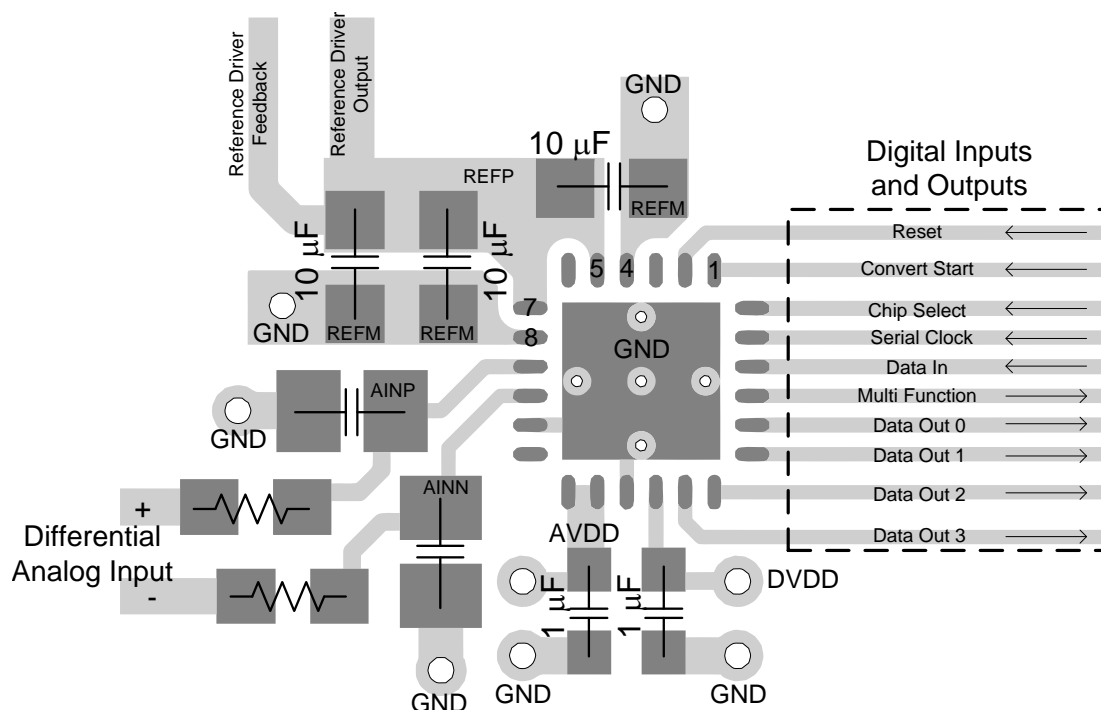 Reference Driver
Feedback
Reference Driver
Output
GND
10 μF
REFP
REFM
Digital Inputs
and Outputs
Reset
Convert Start
Chip Select
Serial Clock
Data In
Multi Function
Data Out 0
Data Out 1
Data Out 2
Data Out 3
10 μF
10 μF
5
4
1
7
8
GND
REFM
REFM
GND
AINP
GND
AINN
+
Differential
Analog Input
-
AVDD
DVDD
1 μF
1 μF
GND
GND
GND